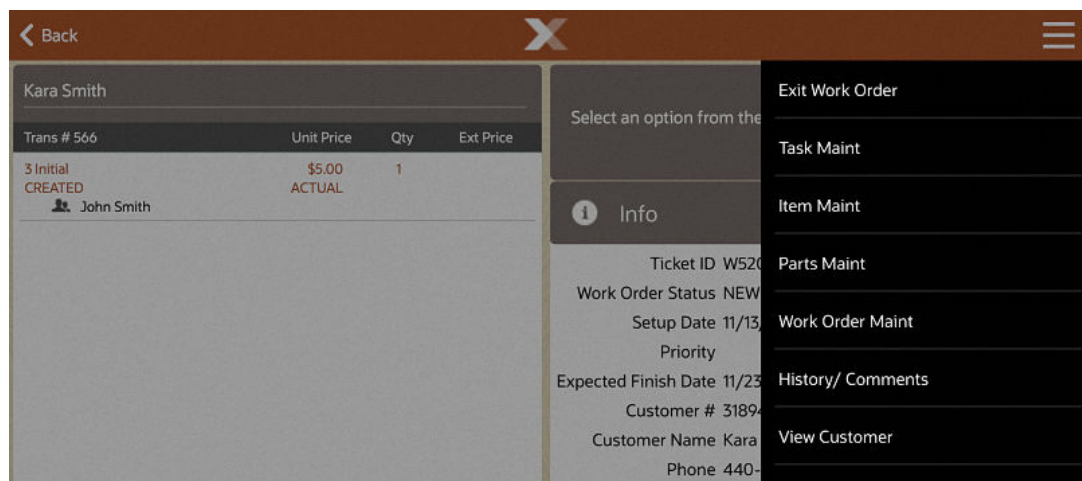 Back
Kara Smith
Trans # 566 Unit Price Qty Ext Price
3 Initial $5.00 1
CREATED ACTUAL
John Smith
Select an option from the
Info
Ticket ID W520
Work Order Status NEW
Setup Date 11/13/
Priority
Expected Finish Date 11/23
Customer # 31894
Customer Name Kara
Phone 440-
Exit Work Order
Task Maint
Item Maint
Parts Maint
Work Order Maint
History/ Comments
View Customer